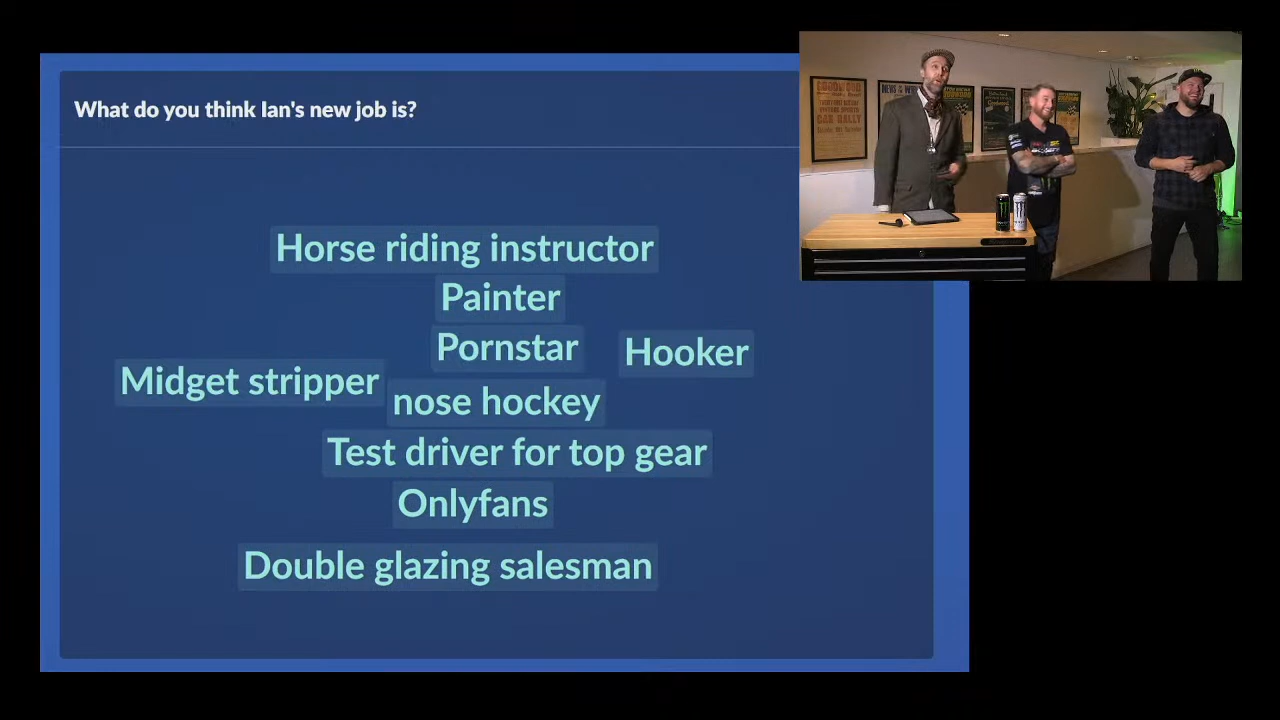 What do you think Ian's new job is?
Horse riding instructor
Painter
Pornstar
Hooker
Midget stripper
nose hockey
Test driver for top gear
Onlyfans
Double glazing salesman